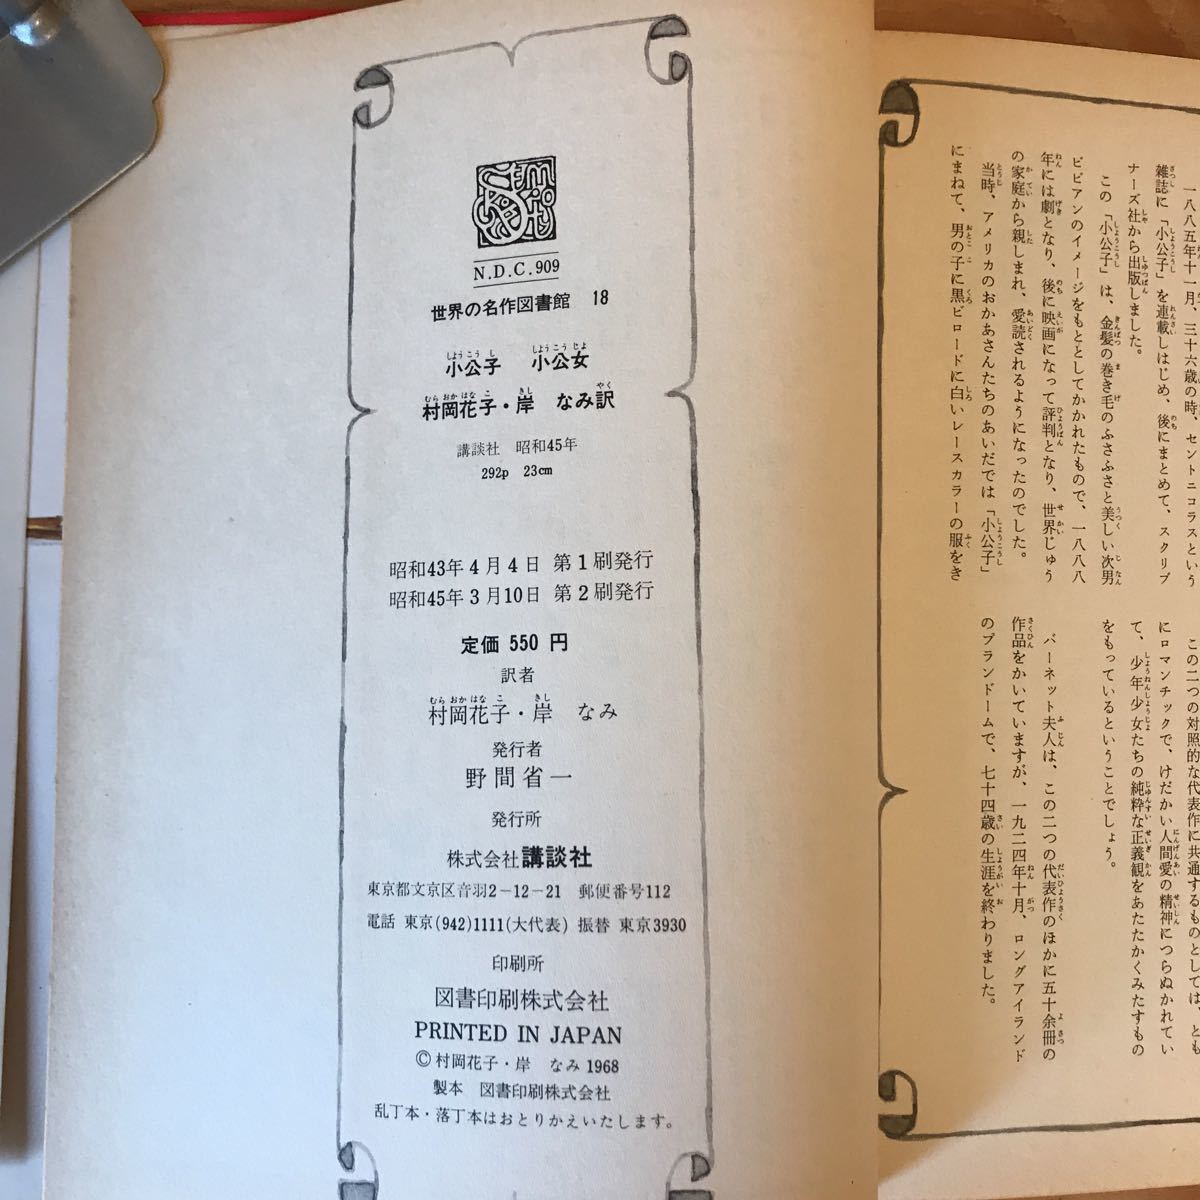 N.D.C.909
世界の名作図書館 18
小公子 小公女
村岡花子・岸 なみ訳
講談社 昭和45年
292p 23cm
昭和43年4月4日 第1刷発行
昭和45年3月10日 第2刷発行
定価 550 円
訳者
村岡花子・岸 なみ
発行者
野間省一
発行所
株式会社講談社
東京都文京区音羽2-12-21 郵便番号112
電話 東京(942)1111(大代表) 振替 東京3930
印刷所
図書印刷株式会社
PRINTED IN JAPAN
©村岡花子・岸 なみ 1968
製本 図書印刷株式会社
乱丁本・落丁本はおとりかえいたします。
一八八五年十一月、三十六歳の時、セントニコラスという
雑誌に「小公子」を連載しはじめ、後にまとめて、スクリブ
ナーズ社から出版しました。
この「小公子」は、金髪の巻き毛のふさふさと美しい次男
ビビアンのイメージをもととしてかかれたもので、一八八八
年には劇となり、後に映画になって評判となり、世界じゅう
の家庭から親しまれ、愛読されるようになったのでした。
当時、アメリカのおかあさんたちのあいだでは「小公子」
にまねて、男の子に黒ビロードに白いレースカラーの服をき
この二つの対照的な代表作に共通するものとしては、とも
にロマンチックで、けだかい人間愛の精神につらぬかれてい
て、少年少女たちの純粋な正義観をあたたかくみたすもの
をもっているということでしょう。
バーネット夫人は、この二つの代表作のほかに五十余冊の
作品をかいていますが、一九二四年十月、ロングアイランド
のプランドームで、七十四歳の生涯を終わりました。